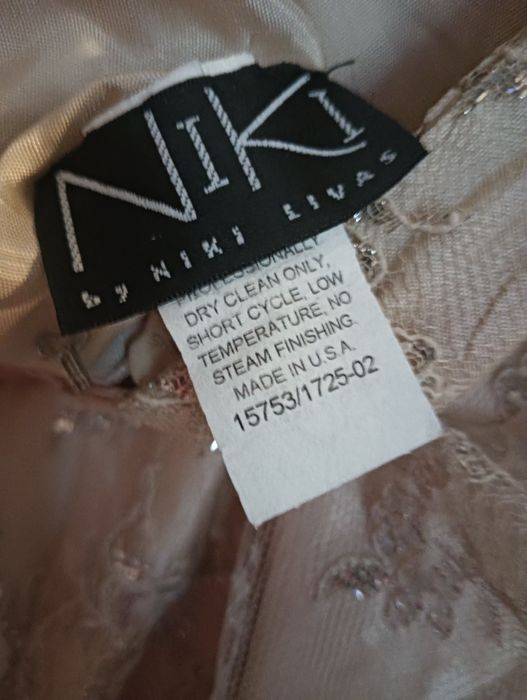 NIKI
by NIKI LIVAS
PROFESSIONALLY
DRY CLEAN ONLY,
SHORT CYCLE, LOW
TEMPERATURE, NO
STEAM FINISHING.
MADE IN U.S.A.
15753/1725-02